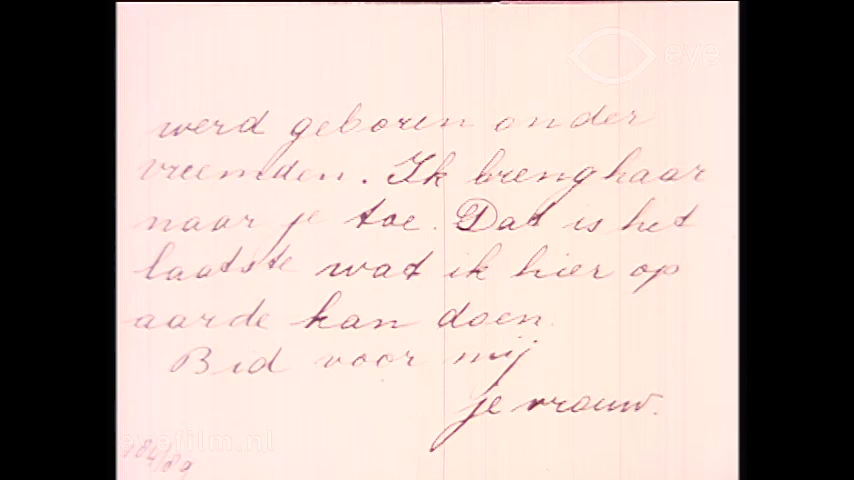 eye
werd geboren onder
vreemden. Ik breng haar
naar je toe. Dat is het
laatste wat ik hier op
aarde kan doen.
Bid voor mij
je vrouw.
eyefilm.nl